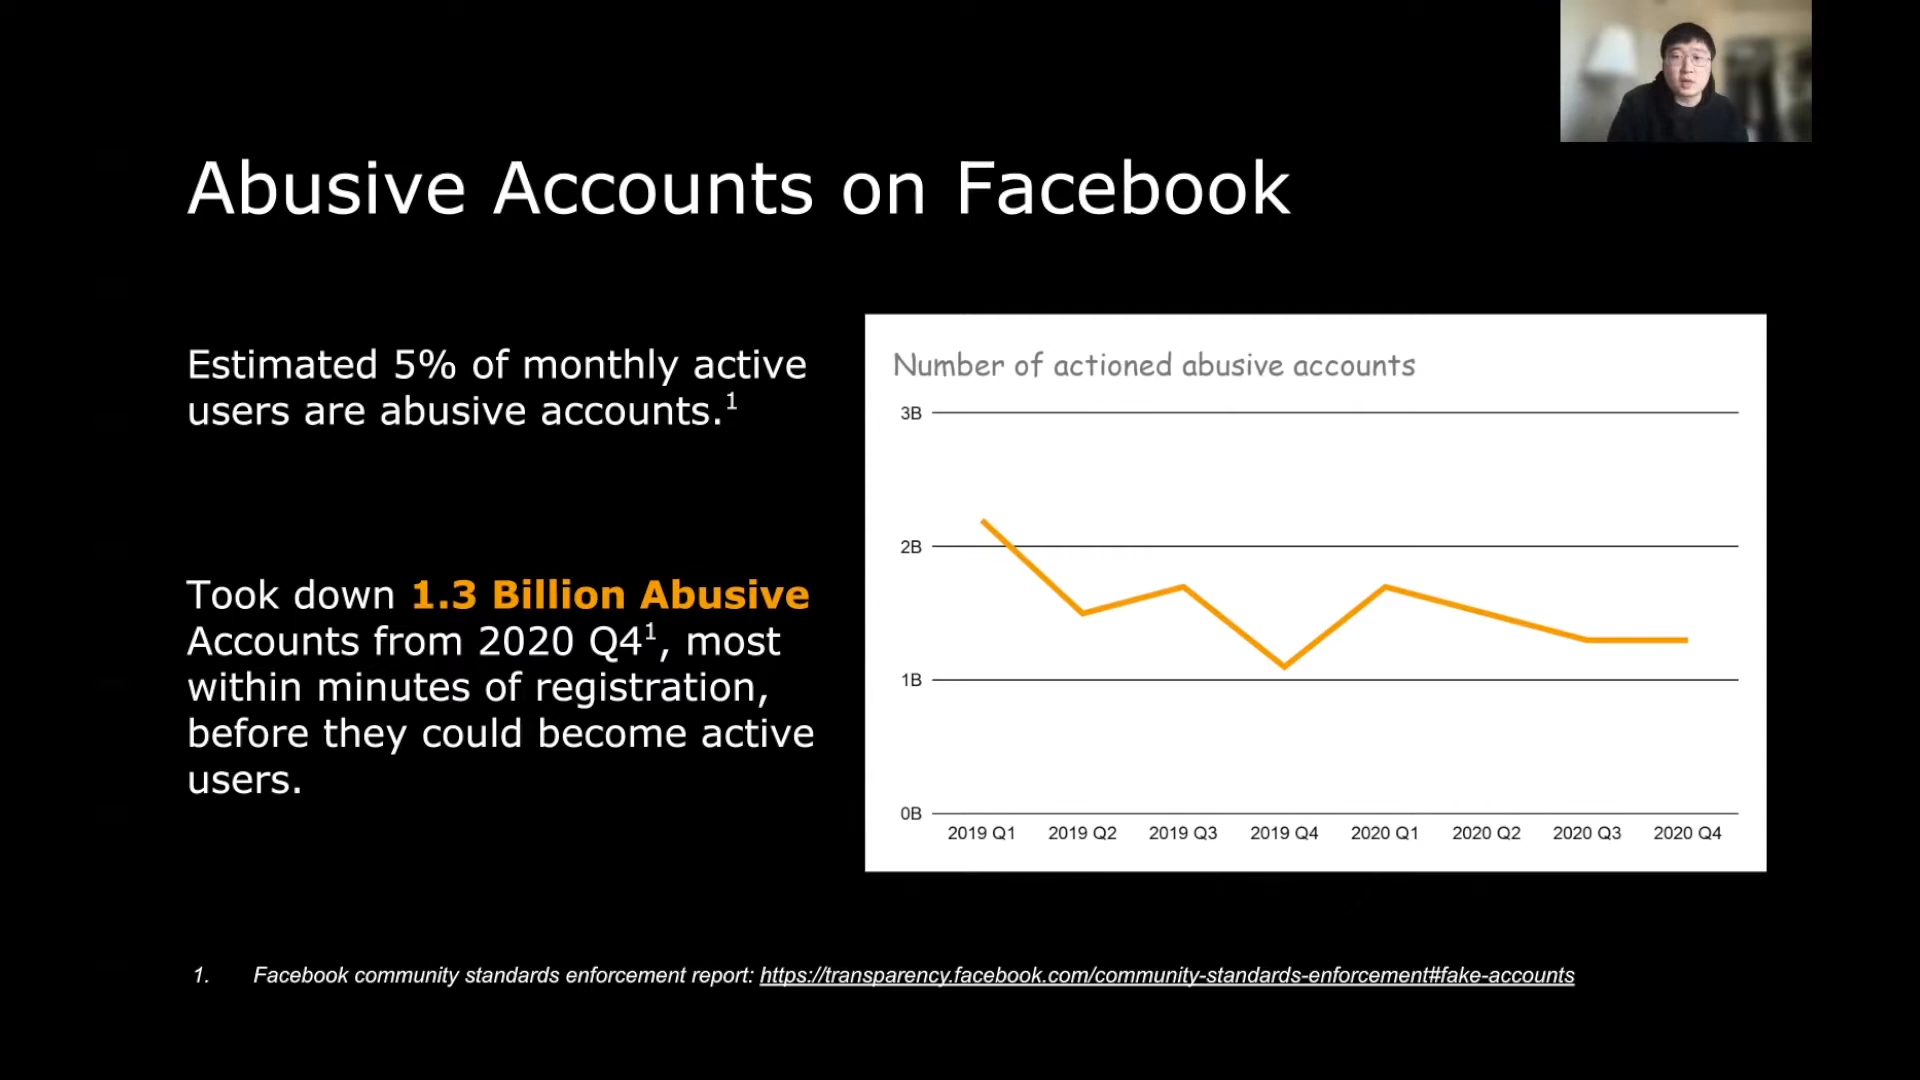 Abusive Accounts on Facebook
Estimated 5% of monthly active
users are abusive accounts.1
Took down 1.3 Billion Abusive
Accounts from 2020 Q41, most
within minutes of registration,
before they could become active
users.
Number of actioned abusive accounts
3B
2B
1B
0B
2019 Q1 2019 Q2 2019 Q3 2019 Q4 2020 Q1 2020 Q2 2020 Q3 2020 Q4
1. Facebook community standards enforcement report: https://transparency.facebook.com/community-standards-enforcement#fake-accounts